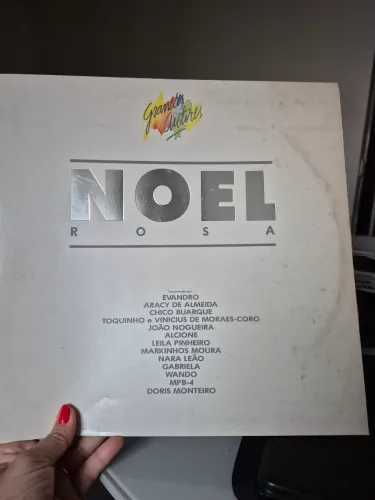 Grandes
Autores
NOEL
ROSA
EVANDRO
ARACY DE ALMEIDA
CHICO BUARQUE
TOQUINHO e VINICIUS DE MORAES-CORO
JOÃO NOGUEIRA
ALCIONE
LEILA PINHEIRO
MARKINHOS MOURA
NARA LEÃO
GABRIELA
WANDO
MPB-4
DORIS MONTEIRO